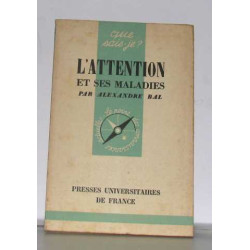 Que
sais-je?
L'ATTENTION
ET SES MALADIES
PAR ALEXANDRE BAL
PRESSES UNIVERSITAIRES
DE FRANCE